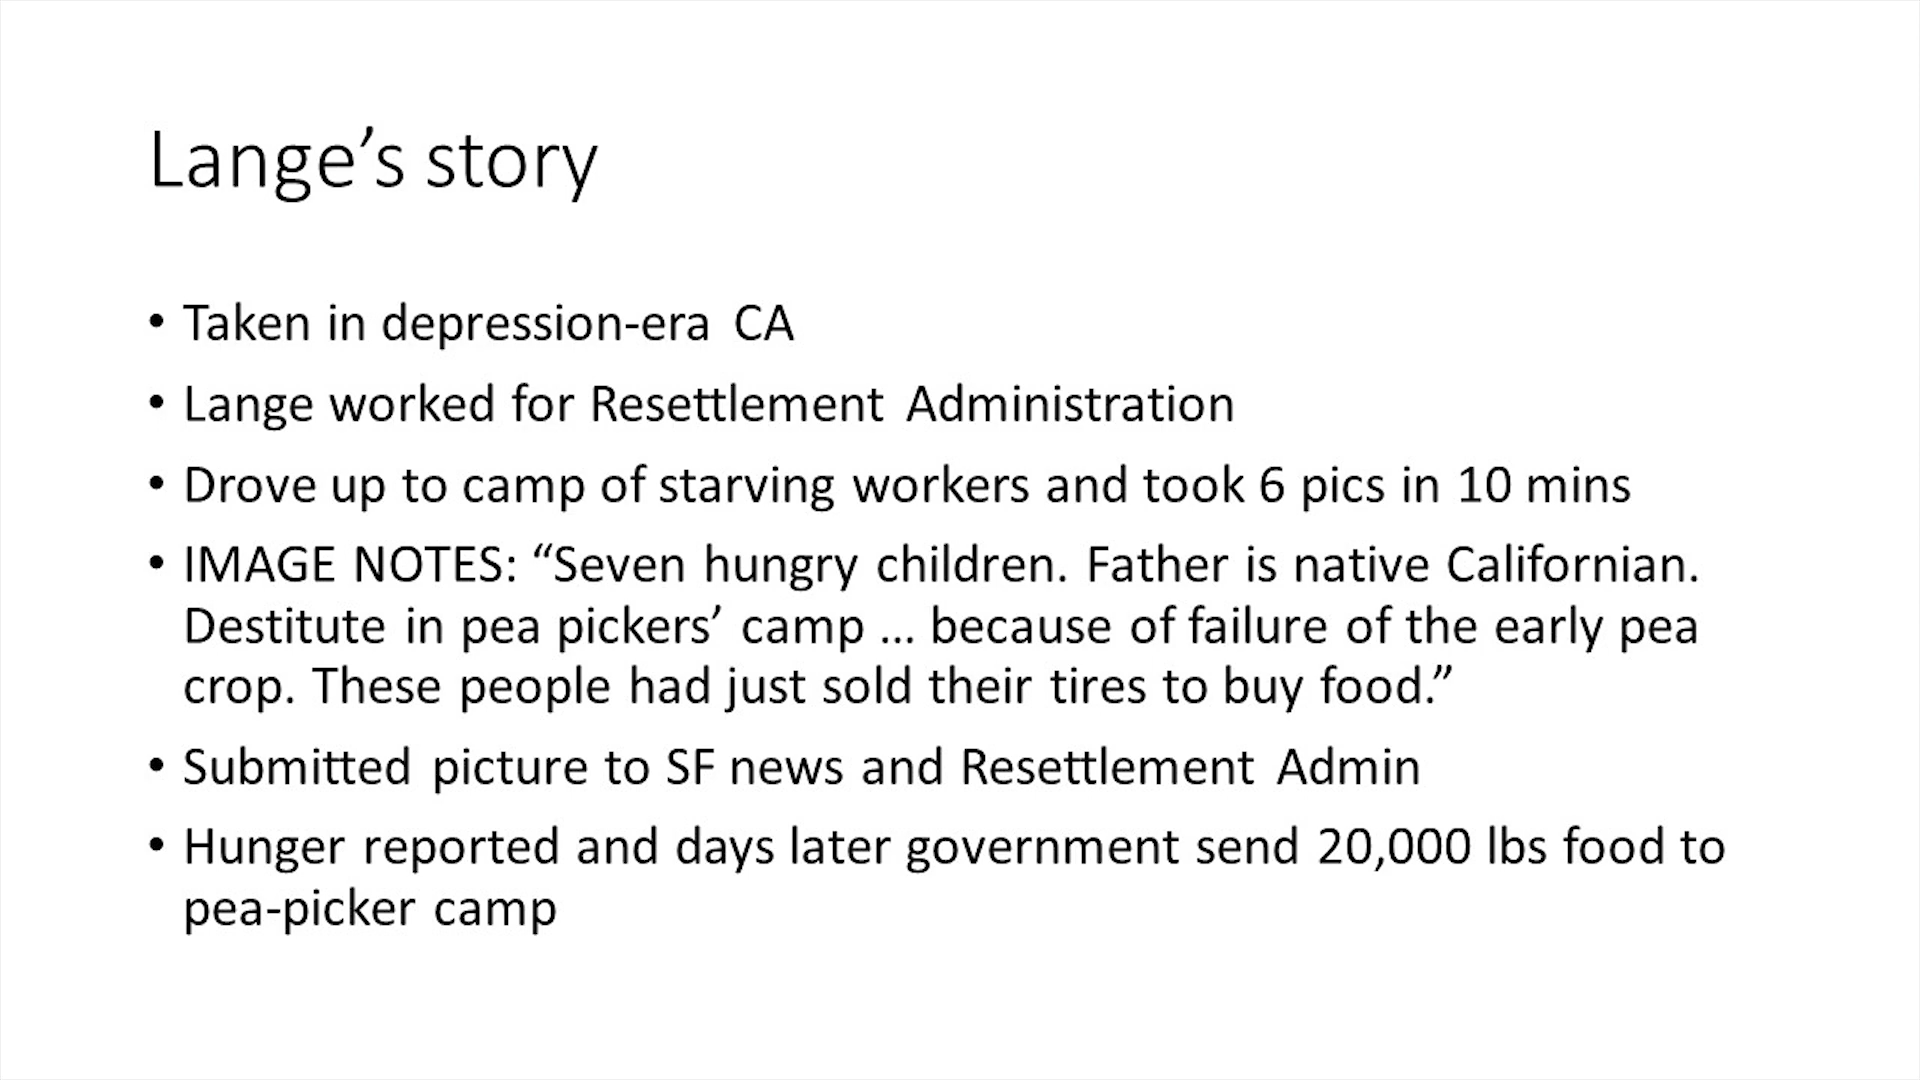 Lange’s story
• Taken in depression-era CA
• Lange worked for Resettlement Administration
• Drove up to camp of starving workers and took 6 pics in 10 mins
• IMAGE NOTES: “Seven hungry children. Father is native Californian.
Destitute in pea pickers’ camp … because of failure of the early pea
crop. These people had just sold their tires to buy food.”
• Submitted picture to SF news and Resettlement Admin
• Hunger reported and days later government send 20,000 lbs food to
pea-picker camp